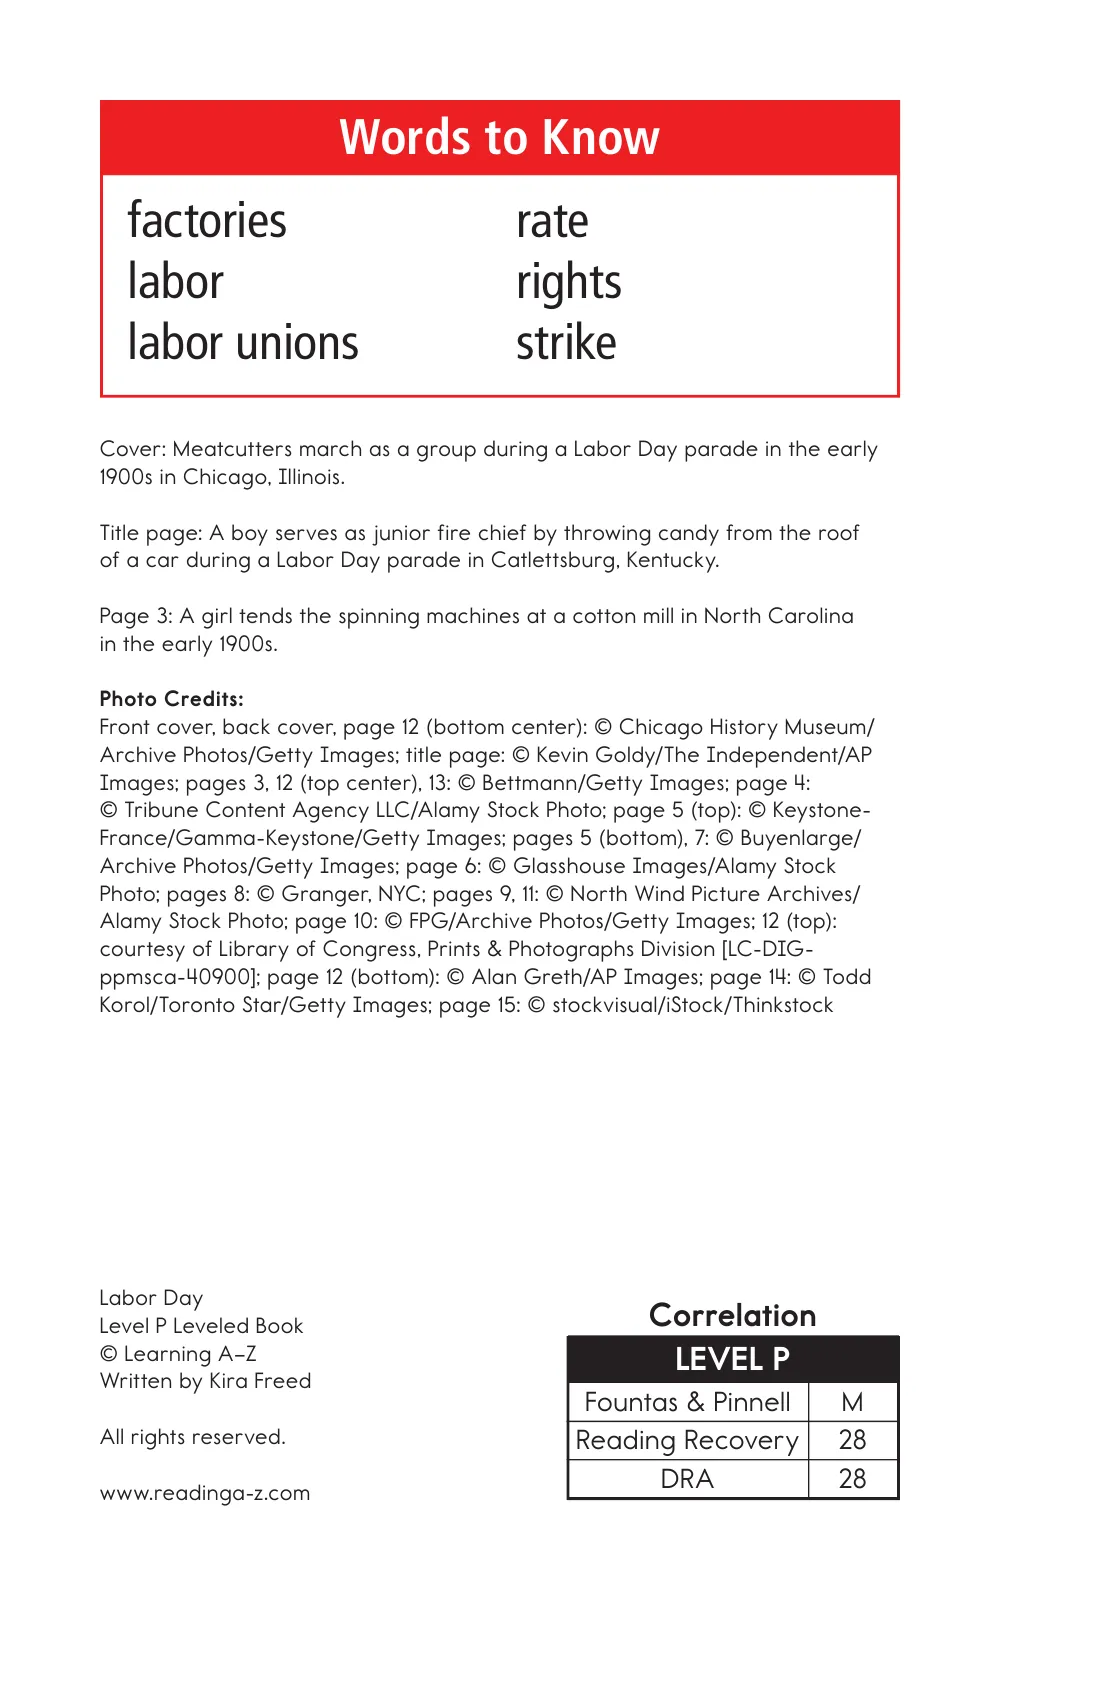 Words to Know
factories
labor
labor unions
rate
rights
strike
Cover: Meatcutters march as a group during a Labor Day parade in the early
1900s in Chicago, Illinois.
Title page: A boy serves as junior fire chief by throwing candy from the roof
of a car during a Labor Day parade in Catlettsburg, Kentucky.
Page 3: A girl tends the spinning machines at a cotton mill in North Carolina
in the early 1900s.
Photo Credits:
Front cover, back cover, page 12 (bottom center): © Chicago History Museum/
Archive Photos/Getty Images; title page: © Kevin Goldy/The Independent/AP
Images; pages 3, 12 (top center), 13: © Bettmann/Getty Images; page 4:
© Tribune Content Agency LLC/Alamy Stock Photo; page 5 (top): © Keystone-
France/Gamma-Keystone/Getty Images; pages 5 (bottom), 7: © Buyenlarge/
Archive Photos/Getty Images; page 6: © Glasshouse Images/Alamy Stock
Photo; pages 8: © Granger, NYC; pages 9, 11: © North Wind Picture Archives/
Alamy Stock Photo; page 10: © FPG/Archive Photos/Getty Images; 12 (top):
courtesy of Library of Congress, Prints & Photographs Division [LC-DIG-
ppmsca-40900]; page 12 (bottom): © Alan Greth/AP Images; page 14: © Todd
Korol/Toronto Star/Getty Images; page 15: © stockvisual/iStock/Thinkstock
Labor Day
Level P Leveled Book
© Learning A–Z
Written by Kira Freed
All rights reserved.
www.readinga-z.com
Correlation
LEVEL P
Fountas & Pinnell M
Reading Recovery 28
DRA 28